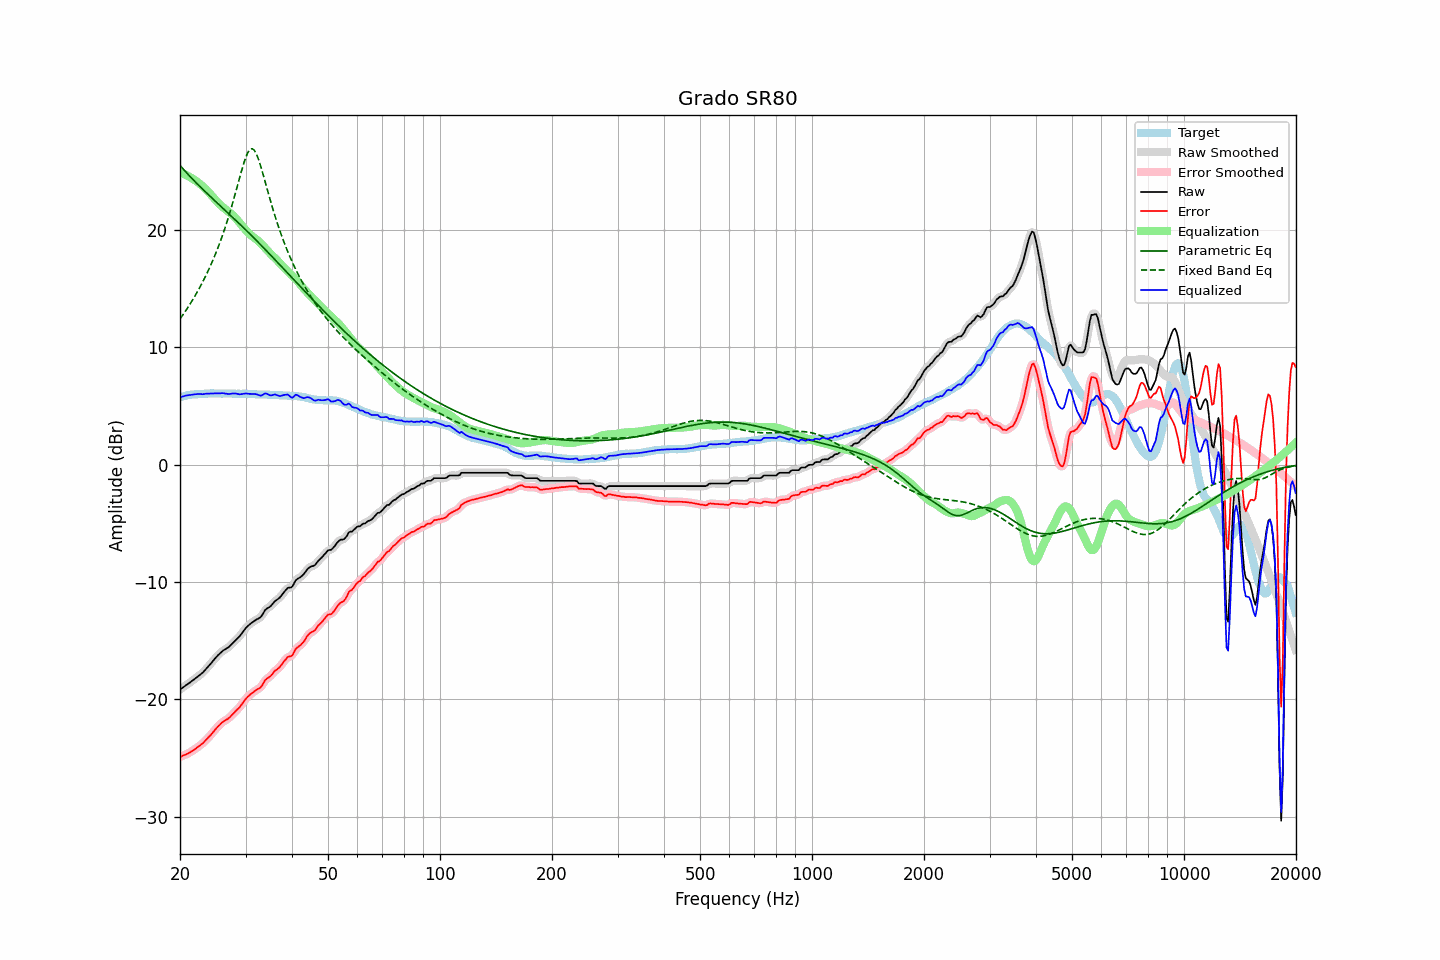 Grado SR80
Target
Raw Smoothed
Error Smoothed
Raw
Error
Equalization
Parametric Eq
Fixed Band Eq
Equalized
20
10
0
−10
−20
−30
Amplitude (dBr)
20 50 100 200 500 1000 2000 5000 10000 20000
Frequency (Hz)